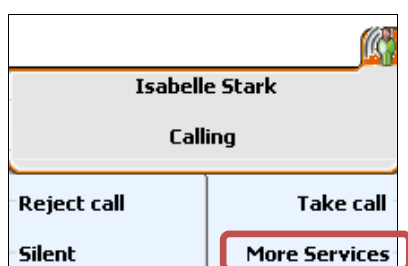 Isabelle Stark
Calling
Reject call Take call
Silent More Services